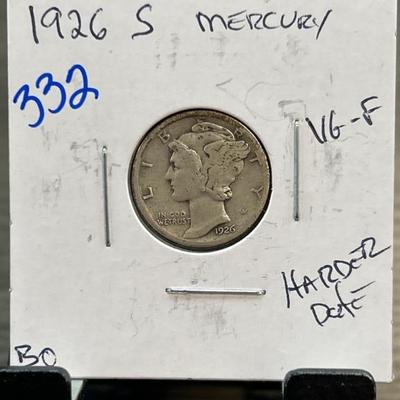 1926 S MERCURY
332
VG-F
LIBERTY
IN GOD
WE TRUST
1926
HARDER
DATE
BO